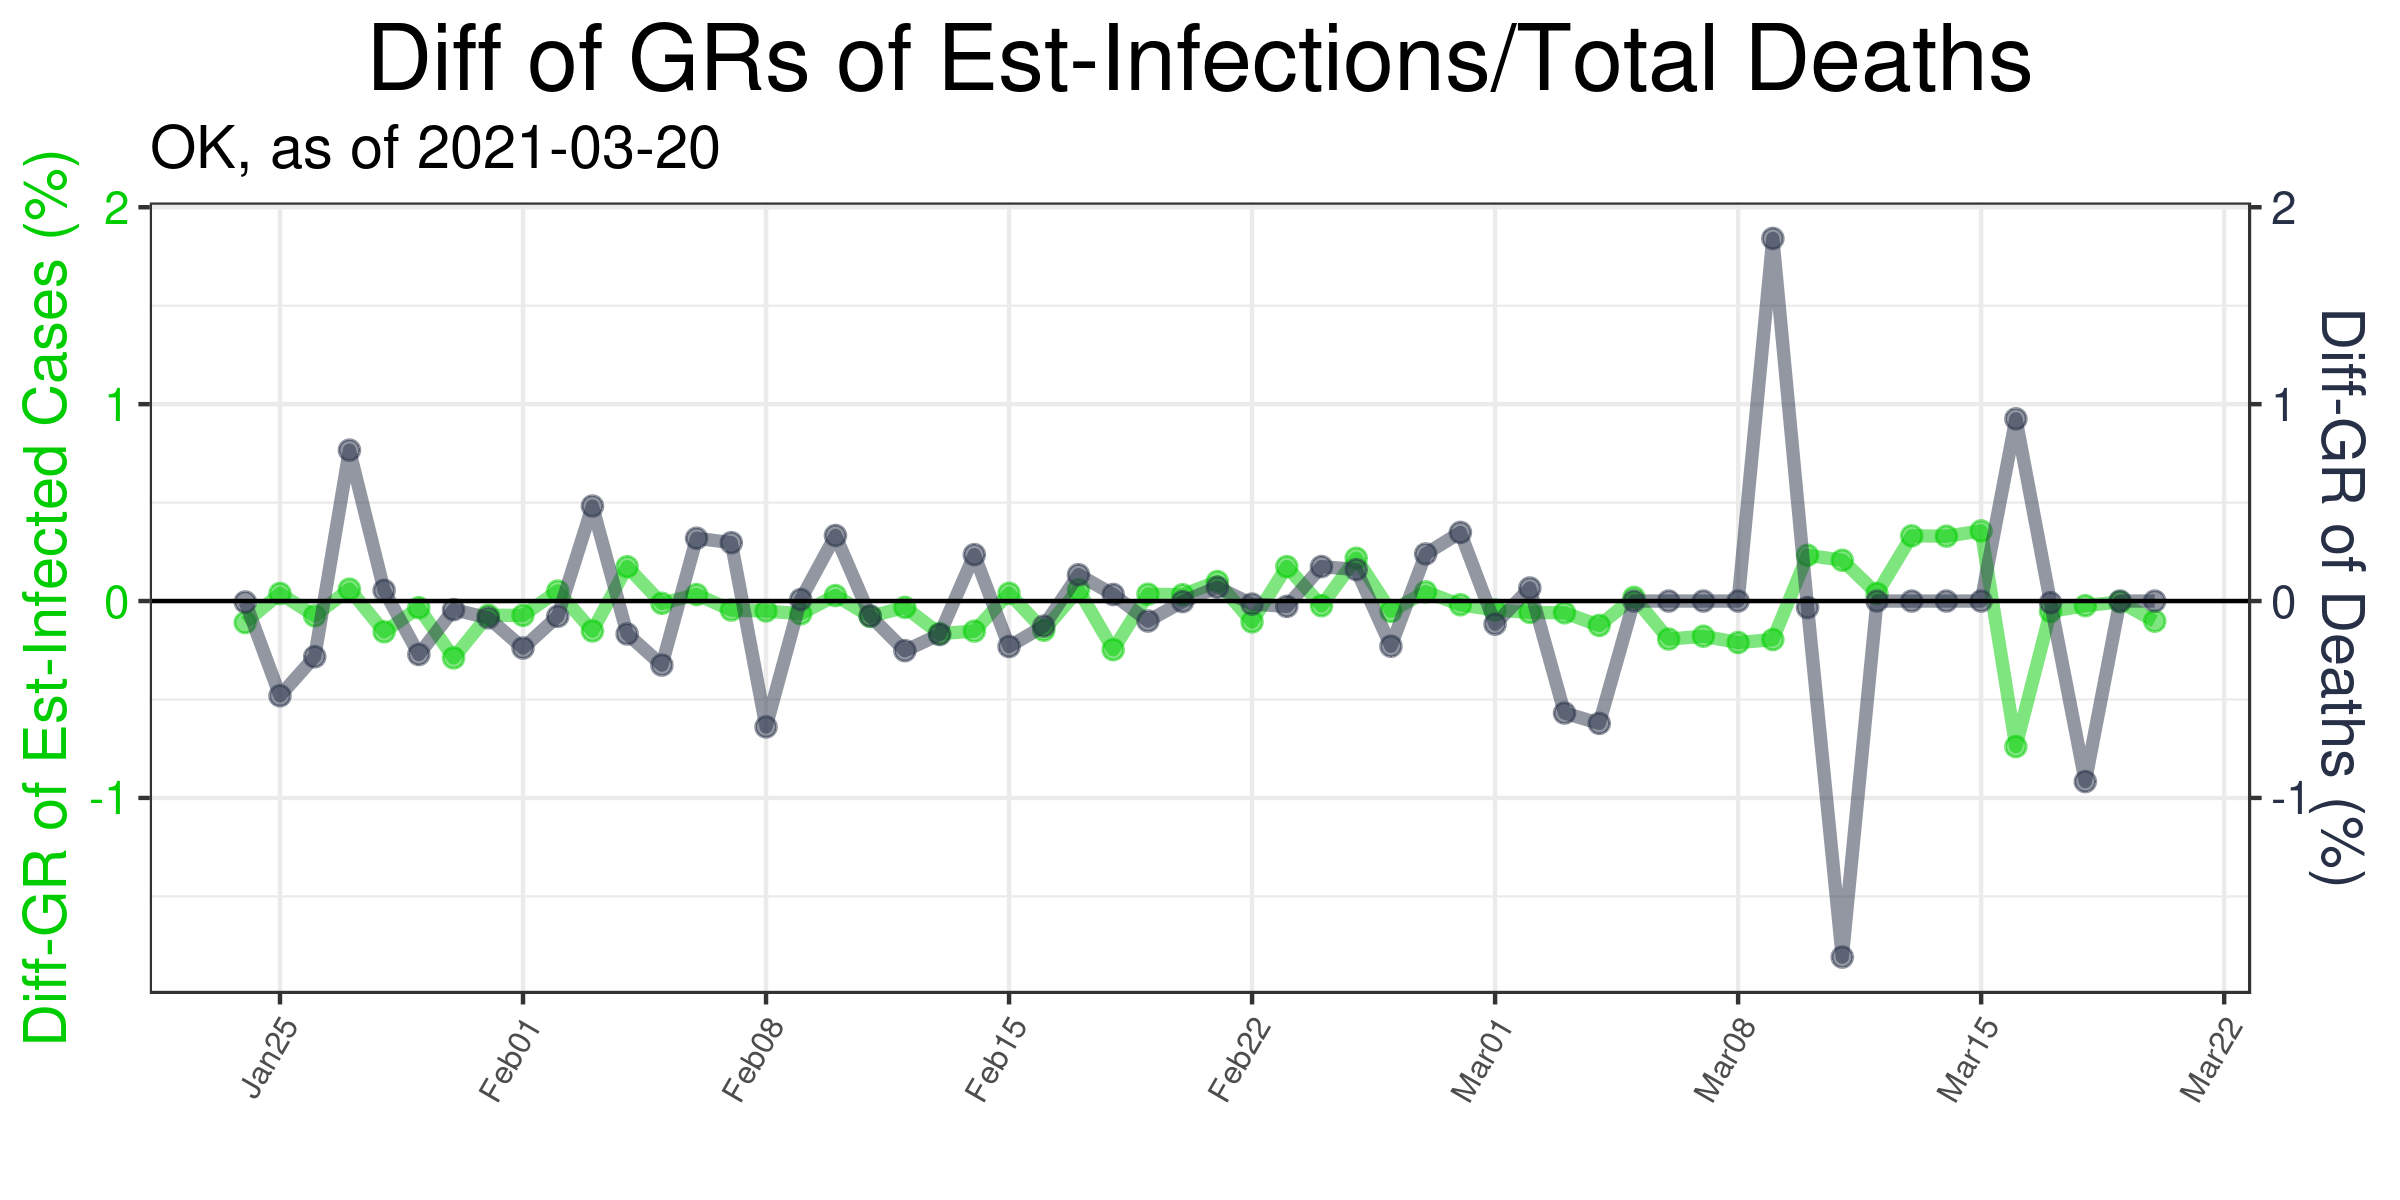 Diff of GRs of Est-Infections/Total Deaths
OK, as of 2021-03-20
Diff-GR of Est-Infected Cases (%)
2
1
0
-1
2
1
0
-1
Diff-GR of Deaths (%)
Jan25
Feb01
Feb08
Feb15
Feb22
Mar01
Mar08
Mar15
Mar22